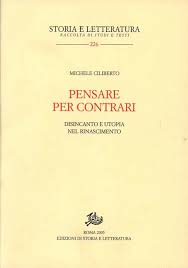 STORIA E LETTERATURA
RACCOLTA DI STUDI E TESTI
226
MICHELE CILIBERTO
PENSARE
PER CONTRARI
DISINCANTO E UTOPIA
NEL RINASCIMENTO
ROMA 2005
EDIZIONI DI STORIA E LETTERATURA